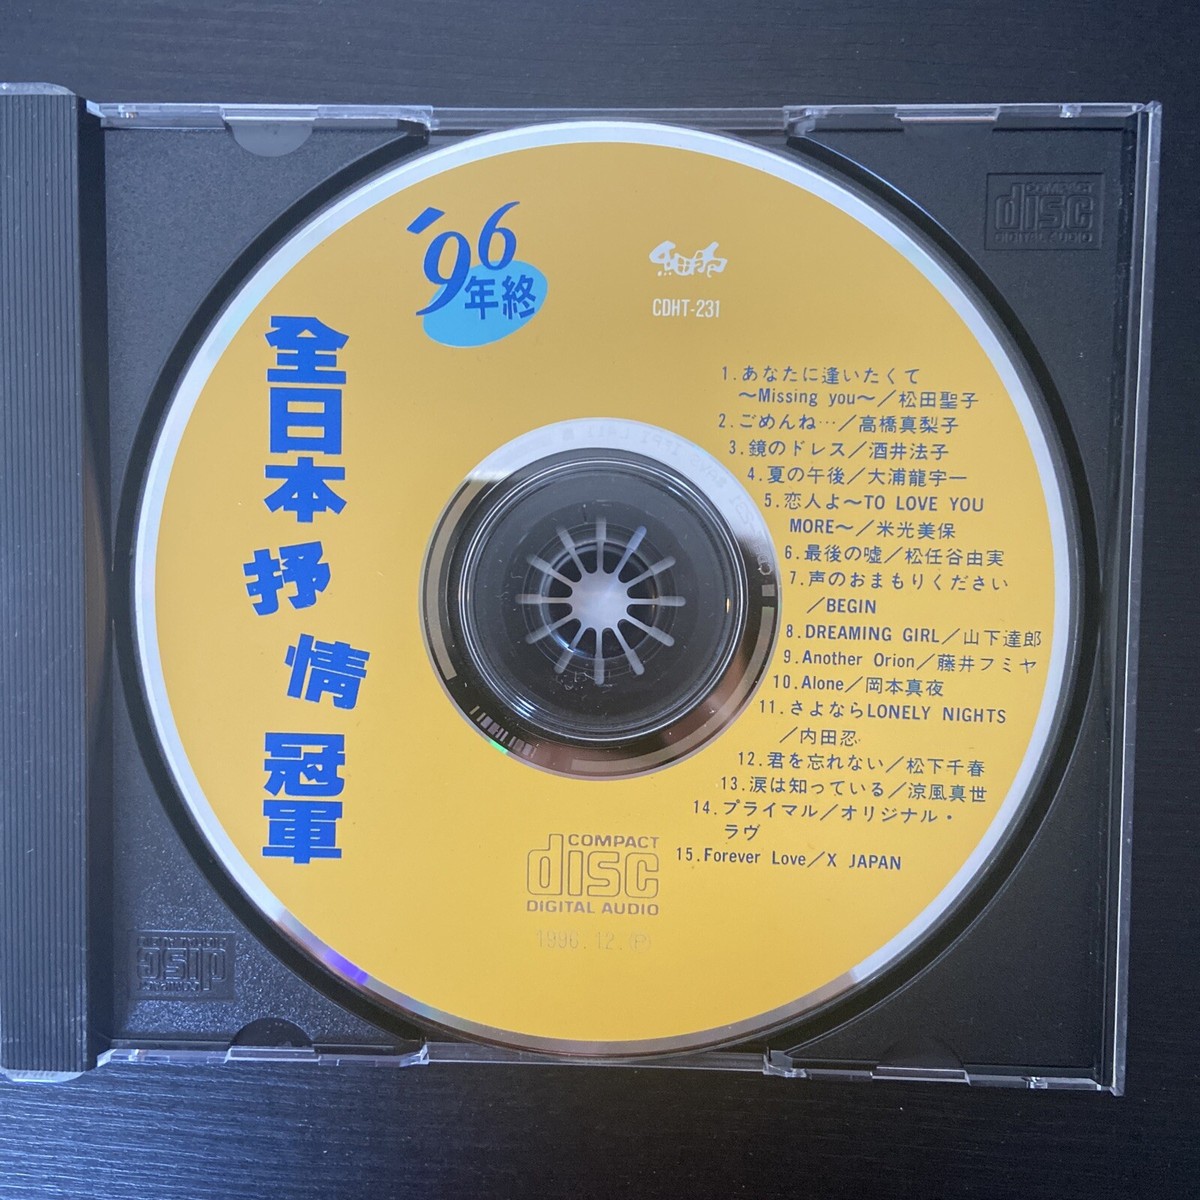 '96
年終
全日本抒情冠軍
CDHT-231
1.あなたに逢いたくて
～Missing you～／松田聖子
2.ごめんね…／高橋真梨子
3.鏡のドレス／酒井法子
4.夏の午後／大浦龍宇一
5.恋人よ～TO LOVE YOU
MORE～／米光美保
6.最後の嘘／松任谷由実
7.声のおまもりください
／BEGIN
8.DREAMING GIRL／山下達郎
9.Another Orion／藤井フミヤ
10.Alone／岡本真夜
11.さよならLONELY NIGHTS
／内田忍
12.君を忘れない／松下千春
13.涙は知っている／涼風真世
14.プライマル／オリジナル・
ラヴ
15.Forever Love／X JAPAN
COMPACT
disc
DIGITAL AUDIO
1996.12.(P)
COMPACT
disc
DIGITAL AUDIO
COMPACT
disc
DIGITAL AUDIO